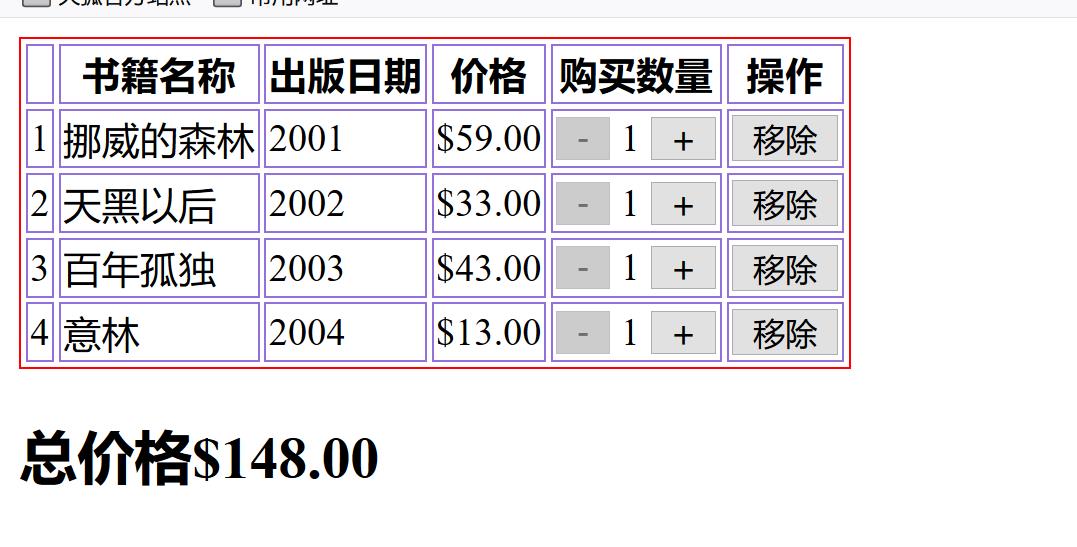 书籍名称 出版日期 价格 购买数量 操作
1 挪威的森林 2001 $59.00 - 1 + 移除
2 天黑以后 2002 $33.00 - 1 + 移除
3 百年孤独 2003 $43.00 - 1 + 移除
4 意林 2004 $13.00 - 1 + 移除
总价格$148.00